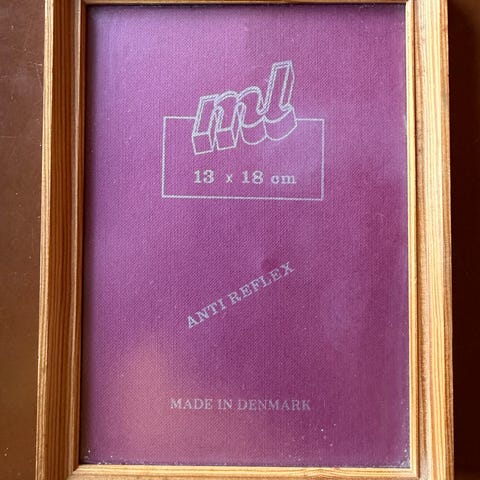 ml
13 x 18 cm
ANTI REFLEX
MADE IN DENMARK